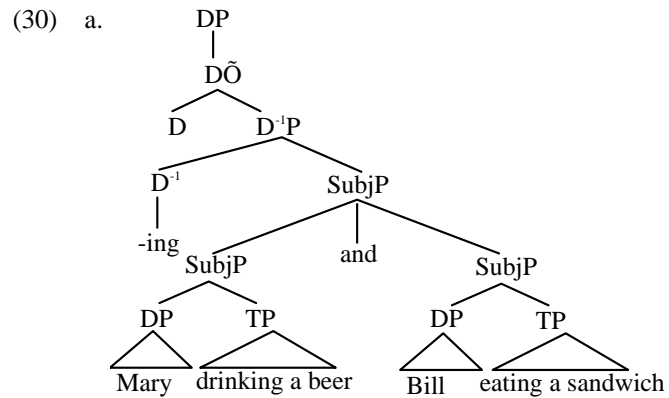 (30) a. DP
DÕ
D D⁻¹P
D⁻¹ SubjP
-ing and
SubjP SubjP
DP TP DP TP
Mary drinking a beer Bill eating a sandwich